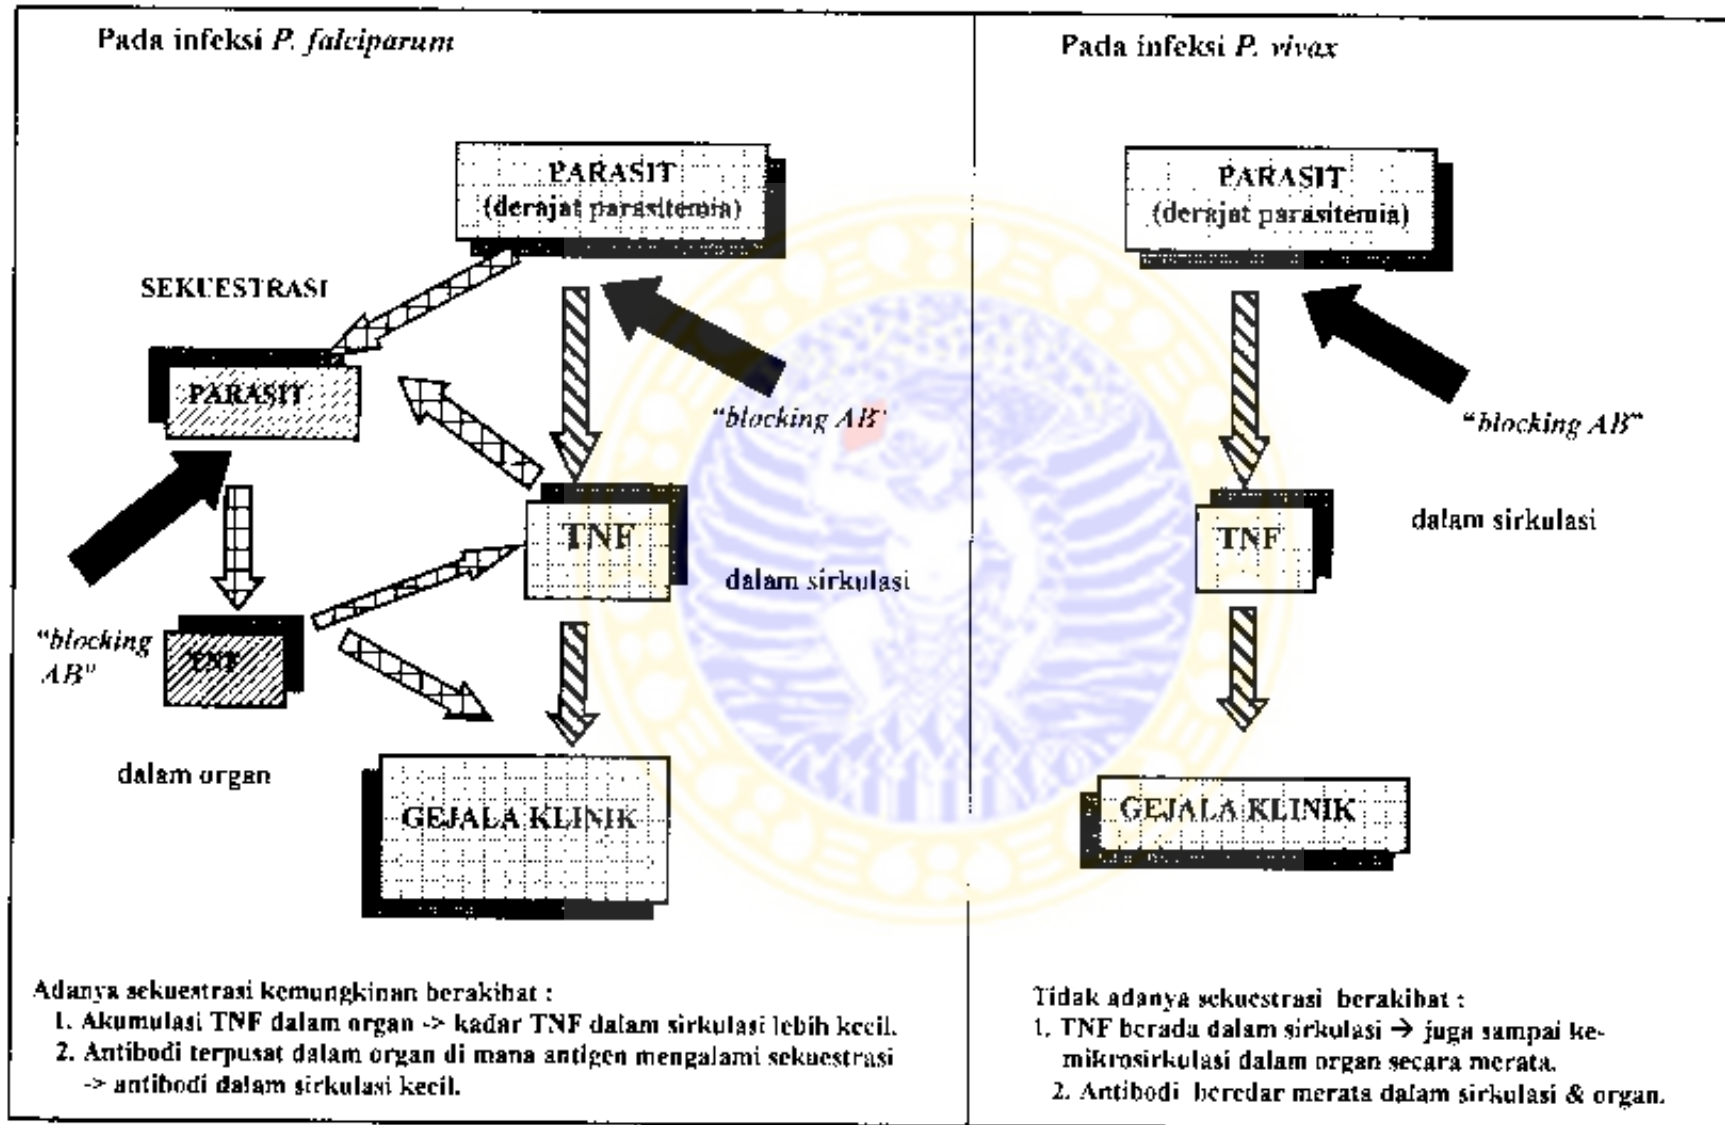 Pada infeksi P. falciparum
PARASIT
(derajat parasitemia)
SEKUESTRASI
PARASIT
"blocking AB"
TNF
dalam sirkulasi
"blocking
AB"
TNF
dalam organ
GEJALA KLINIK
Adanya sekuestrasi kemungkinan berakibat :
1. Akumulasi TNF dalam organ -> kadar TNF dalam sirkulasi lebih kecil.
2. Antibodi terpusat dalam organ di mana antigen mengalami sekuestrasi
-> antibodi dalam sirkulasi kecil.
Pada infeksi P. vivax
PARASIT
(derajat parasitemia)
"blocking AB"
dalam sirkulasi
TNF
GEJALA KLINIK
Tidak adanya sekuestrasi berakibat :
1. TNF berada dalam sirkulasi → juga sampai ke-
mikrosirkulasi dalam organ secara merata.
2. Antibodi beredar merata dalam sirkulasi & organ.